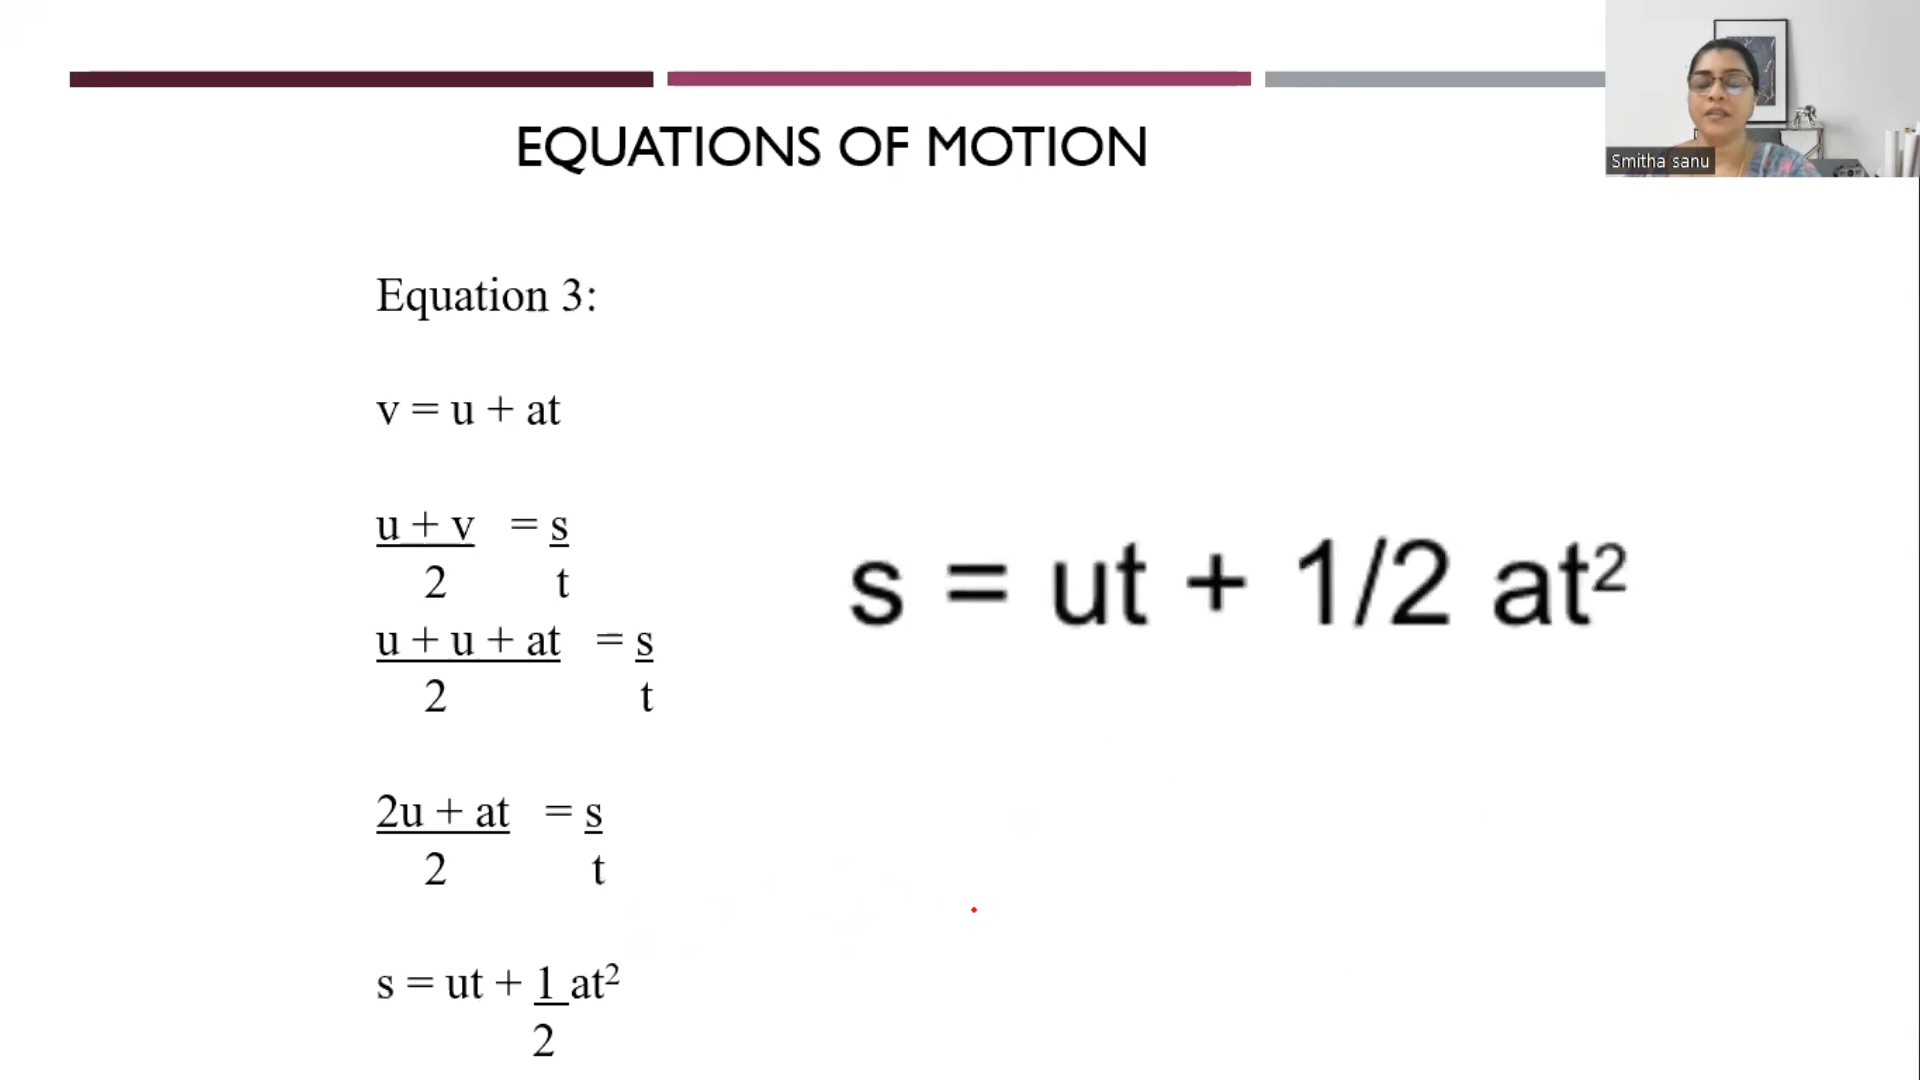 EQUATIONS OF MOTION
Smitha sanu
Equation 3:
v = u + at
u + v = s
2 t
u + u + at = s
2 t
2u + at = s
2 t
s = ut + 1 at²
2
s = ut + 1/2 at²